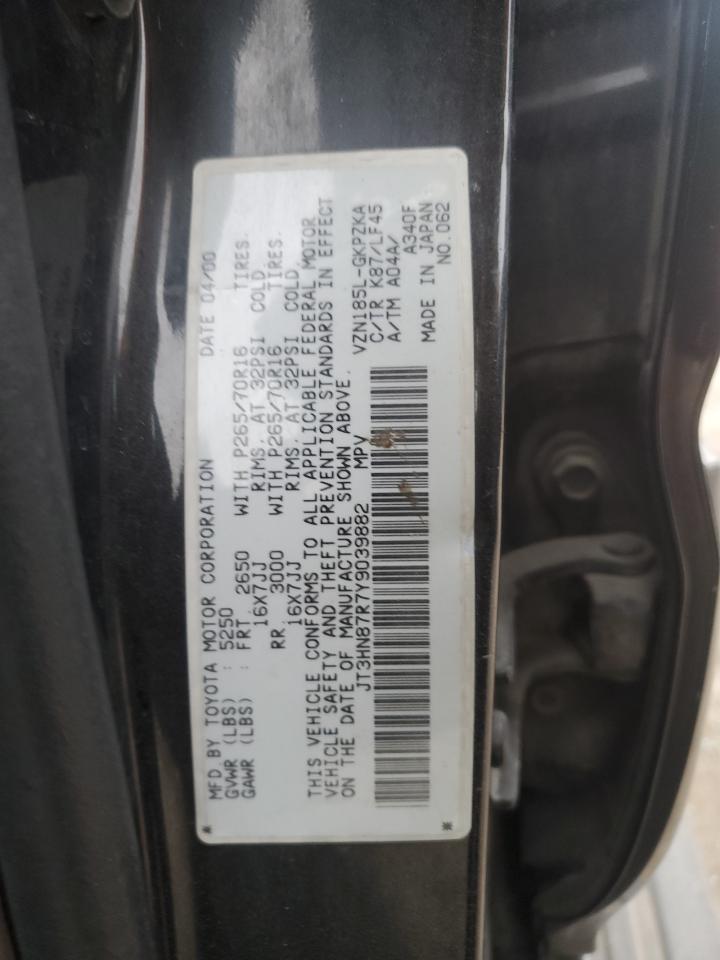 MFD BY TOYOTA MOTOR CORPORATION DATE 04/00
GVWR (LBS) : 5250
GAWR (LBS) : FRT. 2650 WITH P265/70R16 TIRES.
16X7JJ RIMS. AT 32PSI COLD
RR. 3000 WITH P265/70R16 TIRES.
16X7JJ RIMS. AT 32PSI COLD.
THIS VEHICLE CONFORMS TO ALL APPLICABLE FEDERAL MOTOR
VEHICLE SAFETY AND THEFT PREVENTION STANDARDS IN EFFECT
ON THE DATE OF MANUFACTURE SHOWN ABOVE.
JT3HN87R7Y9039882 MPV
VZN185L-GKPZKA
C/TR K87/LF45
A/TM A04A/
A340F
MADE IN JAPAN
NO.062